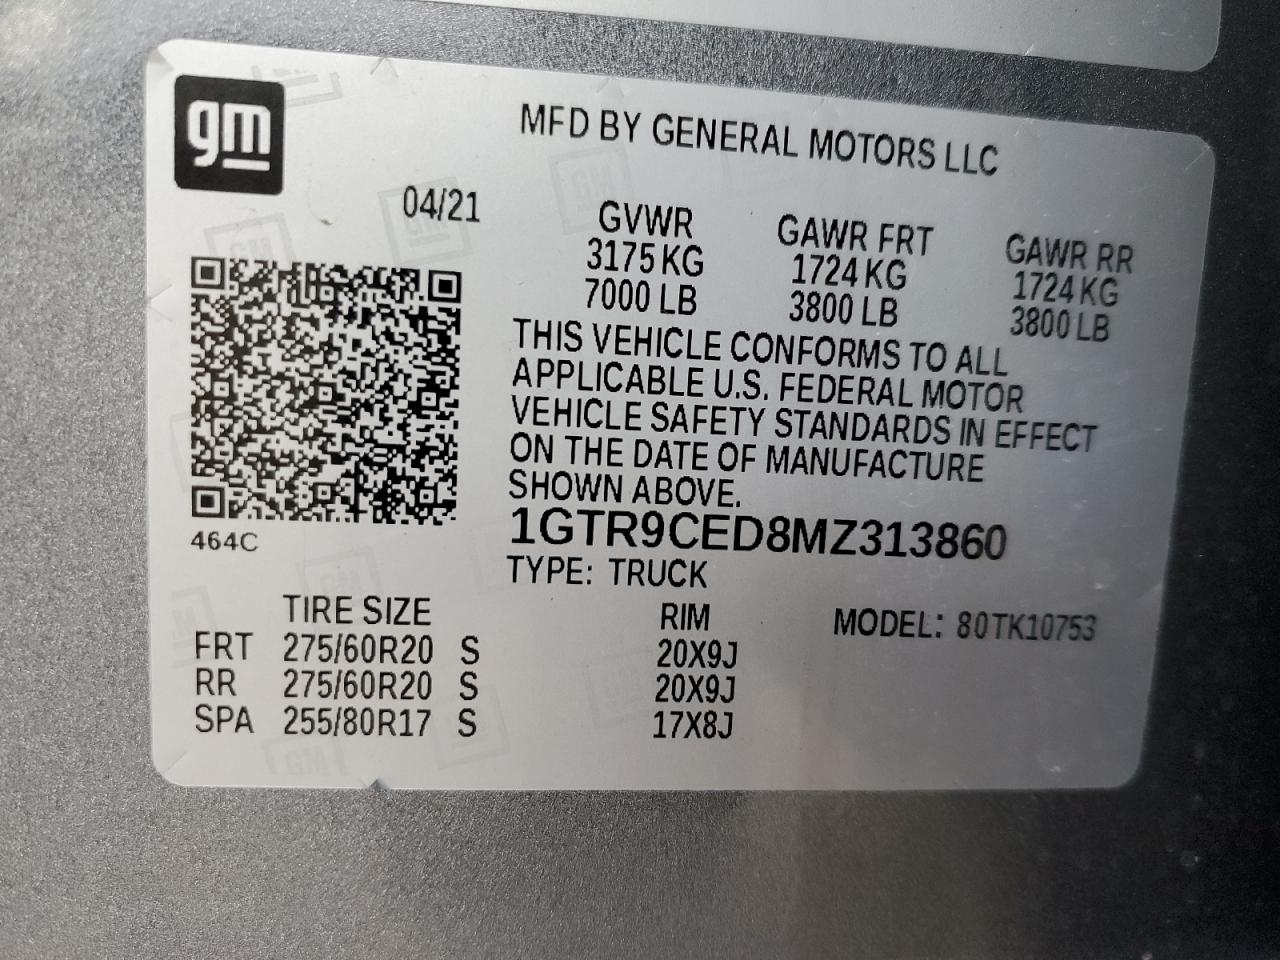 gm
MFD BY GENERAL MOTORS LLC
04/21
GVWR GAWR FRT GAWR RR
3175 KG 1724 KG 1724 KG
7000 LB 3800 LB 3800 LB
THIS VEHICLE CONFORMS TO ALL
APPLICABLE U.S. FEDERAL MOTOR
VEHICLE SAFETY STANDARDS IN EFFECT
ON THE DATE OF MANUFACTURE
SHOWN ABOVE.
464C
1GTR9CED8MZ313860
TYPE: TRUCK
TIRE SIZE RIM MODEL: 80TK10753
FRT 275/60R20 S 20X9J
RR 275/60R20 S 20X9J
SPA 255/80R17 S 17X8J